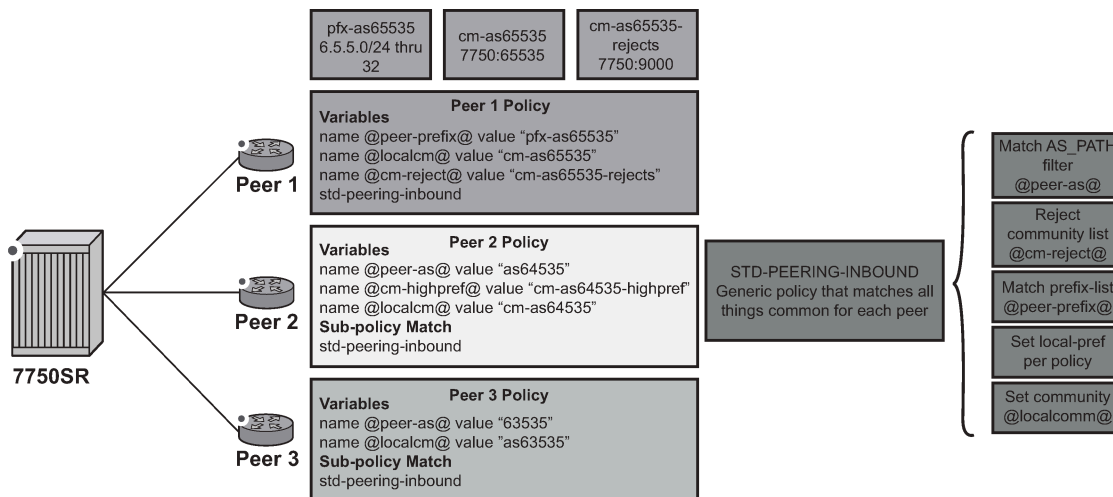 pfx-as65535
6.5.5.0/24 thru
32
cm-as65535
7750:65535
cm-as65535-
rejects
7750:9000
Peer 1 Policy
Variables
name @peer-prefix@ value “pfx-as65535”
name @localcm@ value “cm-as65535”
name @cm-reject@ value “cm-as65535-rejects”
std-peering-inbound
Peer 1
Peer 2 Policy
Variables
name @peer-as@ value “as64535”
name @cm-highpref@ value “cm-as64535-highpref”
name @localcm@ value “cm-as64535”
Sub-policy Match
std-peering-inbound
Peer 2
7750SR
Peer 3 Policy
Variables
name @peer-as@ value “63535”
name @localcm@ value ”as63535”
Sub-policy Match
std-peering-inbound
Peer 3
STD-PEERING-INBOUND
Generic policy that matches all
things common for each peer
Match AS_PATH
filter
@peer-as@
Reject
community list
@cm-reject@
Match prefix-list
@peer-prefix@
Set local-pref
per policy
Set community
@localcomm@